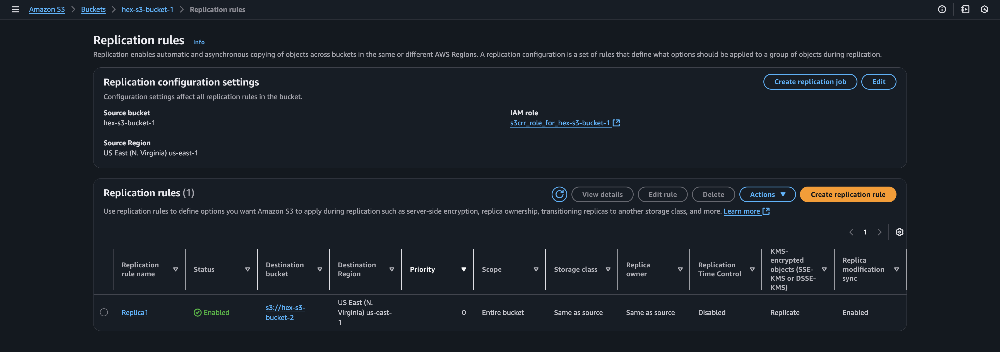 Amazon S3 > Buckets > hex-s3-bucket-1 > Replication rules
Replication rules Info
Replication enables automatic and asynchronous copying of objects across buckets in the same or different AWS Regions. A replication configuration is a set of rules that define what options should be applied to a group of objects during replication.
Replication configuration settings
Create replication job
Edit
Configuration settings affect all replication rules in the bucket.
Source bucket
hex-s3-bucket-1
Source Region
US East (N. Virginia) us-east-1
IAM role
s3crr_role_for_hex-s3-bucket-1
Replication rules (1)
View details
Edit rule
Delete
Actions
Create replication rule
Use replication rules to define options you want Amazon S3 to apply during replication such as server-side encryption, replica ownership, transitioning replicas to another storage class, and more. Learn more
1
Replication
rule name
Status
Destination
bucket
Destination
Region
Priority
Scope
Storage class
Replica
owner
Replication
Time Control
KMS-
encrypted
objects (SSE-
KMS or DSSE-
KMS)
Replica
modification
sync
Replica1
Enabled
s3://hex-s3-
bucket-2
US East (N.
Virginia) us-east-
1
0
Entire bucket
Same as source
Same as source
Disabled
Replicate
Enabled